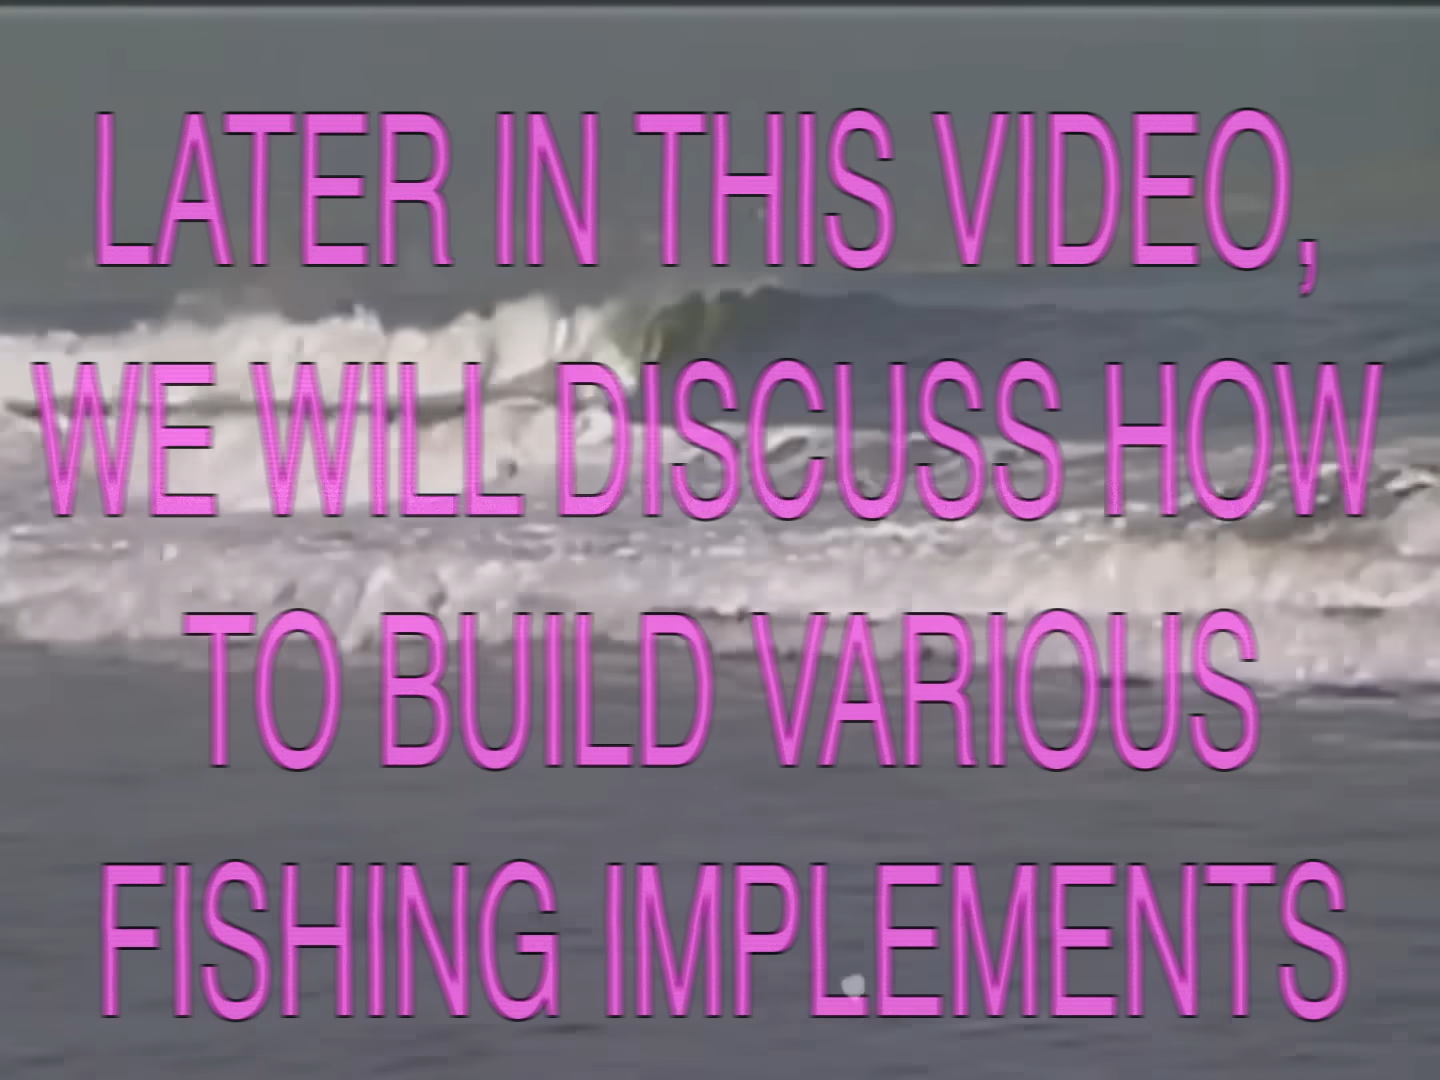 LATER IN THIS VIDEO,
WE WILL DISCUSS HOW
TO BUILD VARIOUS
FISHING IMPLEMENTS